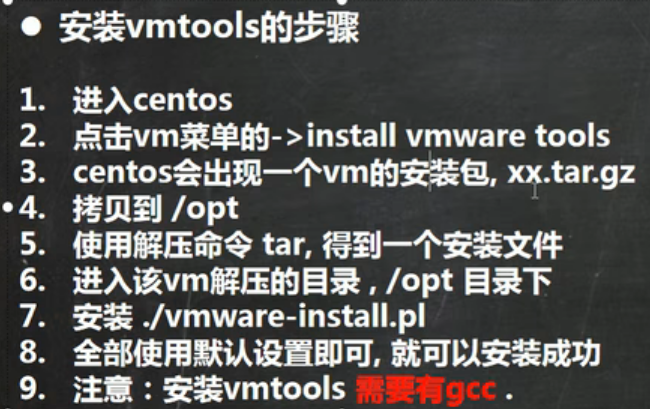 ● 安装vmtools的步骤
1. 进入centos
2. 点击vm菜单的->install vmware tools
3. centos会出现一个vm的安装包, xx.tar.gz
4. 拷贝到 /opt
5. 使用解压命令 tar, 得到一个安装文件
6. 进入该vm解压的目录 , /opt 目录下
7. 安装 ./vmware-install.pl
8. 全部使用默认设置即可, 就可以安装成功
9. 注意：安装vmtools 需要有gcc .